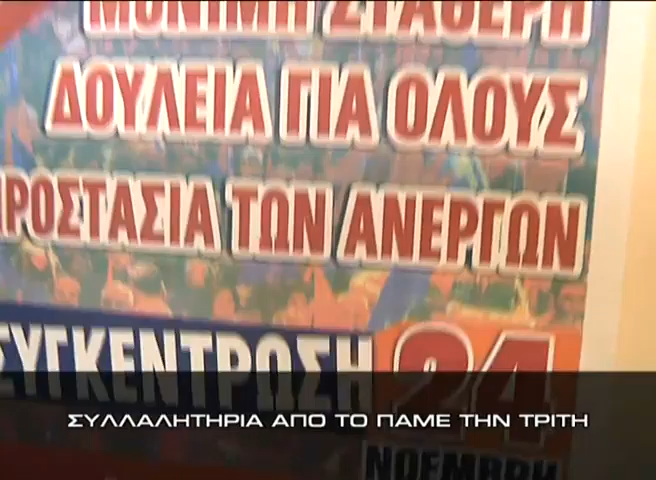 ΜΟΝΙΜΗ ΣΤΑΘΕΡΗ
ΔΟΥΛΕΙΑ ΓΙΑ ΟΛΟΥΣ
ΠΡΟΣΤΑΣΙΑ ΤΩΝ ΑΝΕΡΓΩΝ
ΣΥΓΚΕΝΤΡΩΣΗ 24
ΝΟΕΜΒΡΗ
ΣΥΛΛΑΛΗΤΗΡΙΑ ΑΠΟ ΤΟ ΠΑΜΕ ΤΗΝ ΤΡΙΤΗ